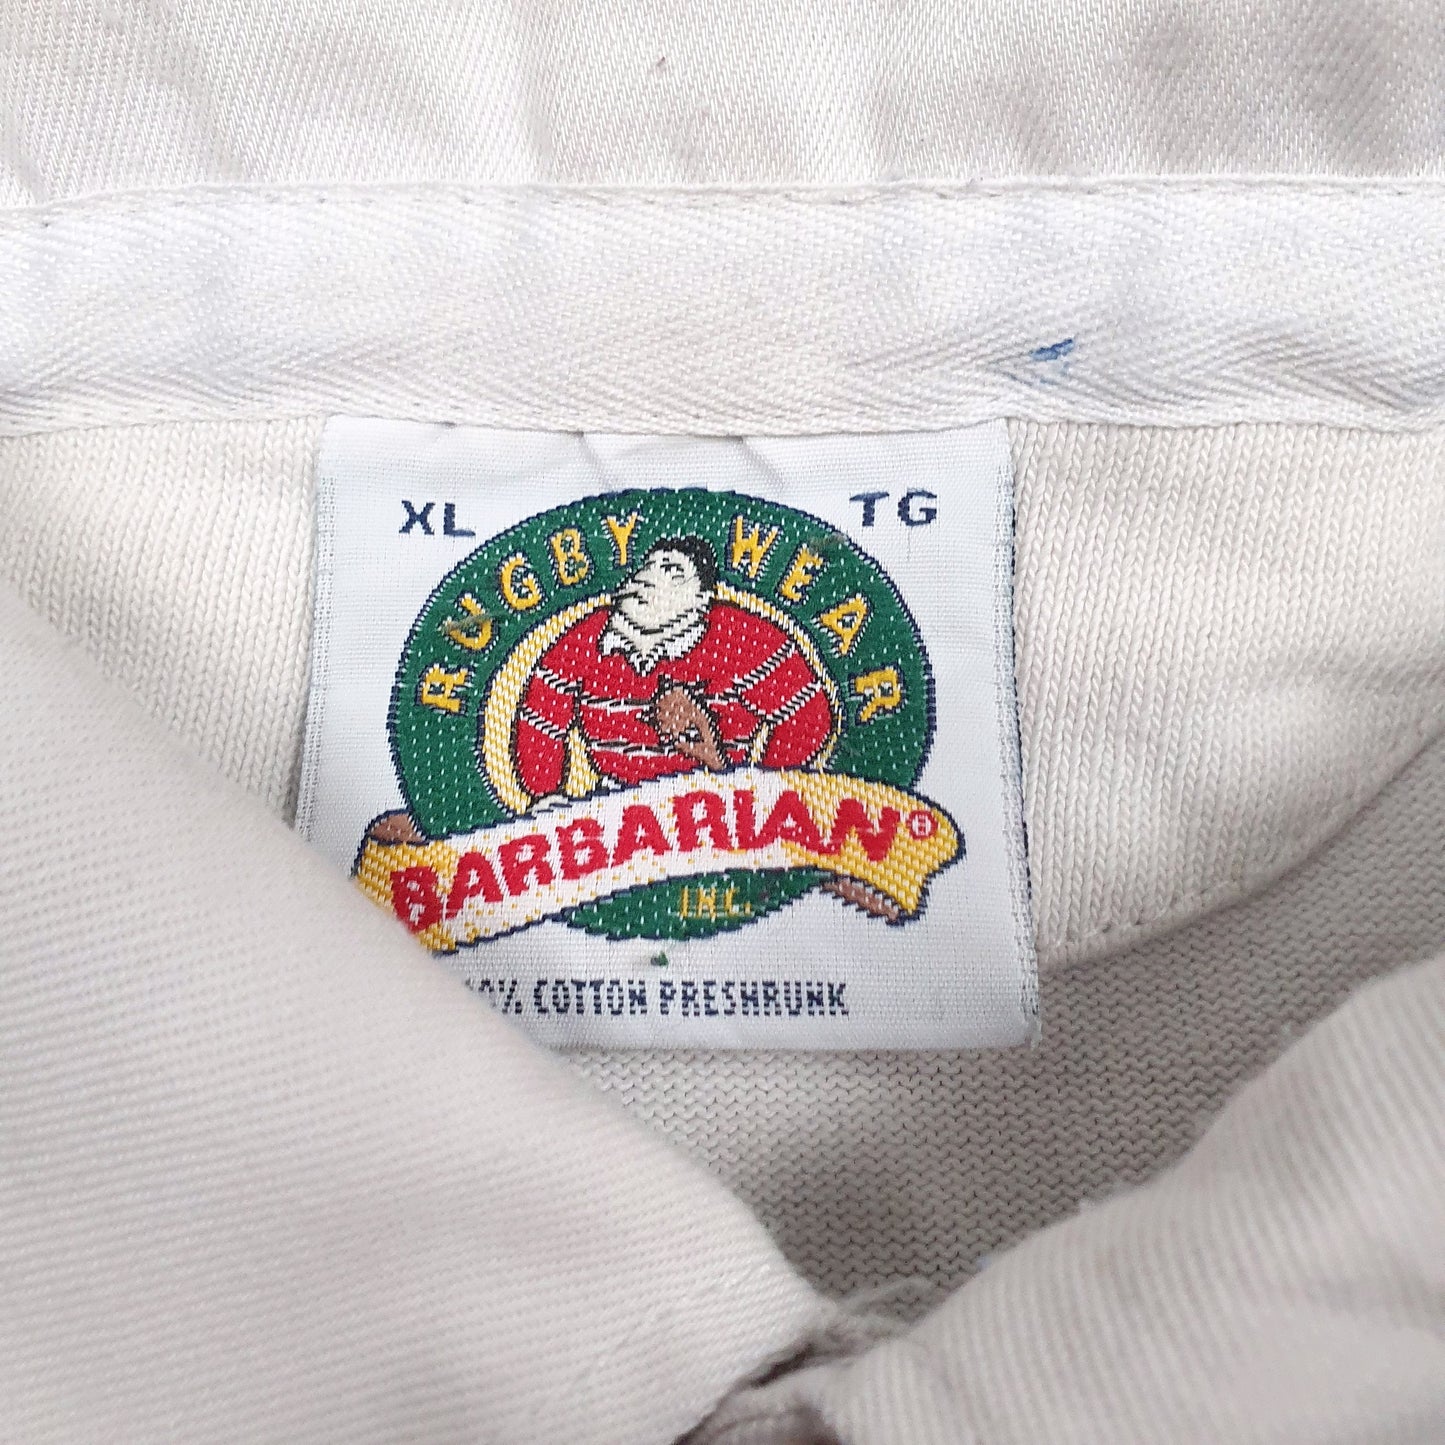 XL TG
RUGBY WEAR
BARBARIAN®
INC.
COTTON PRESHRUNK